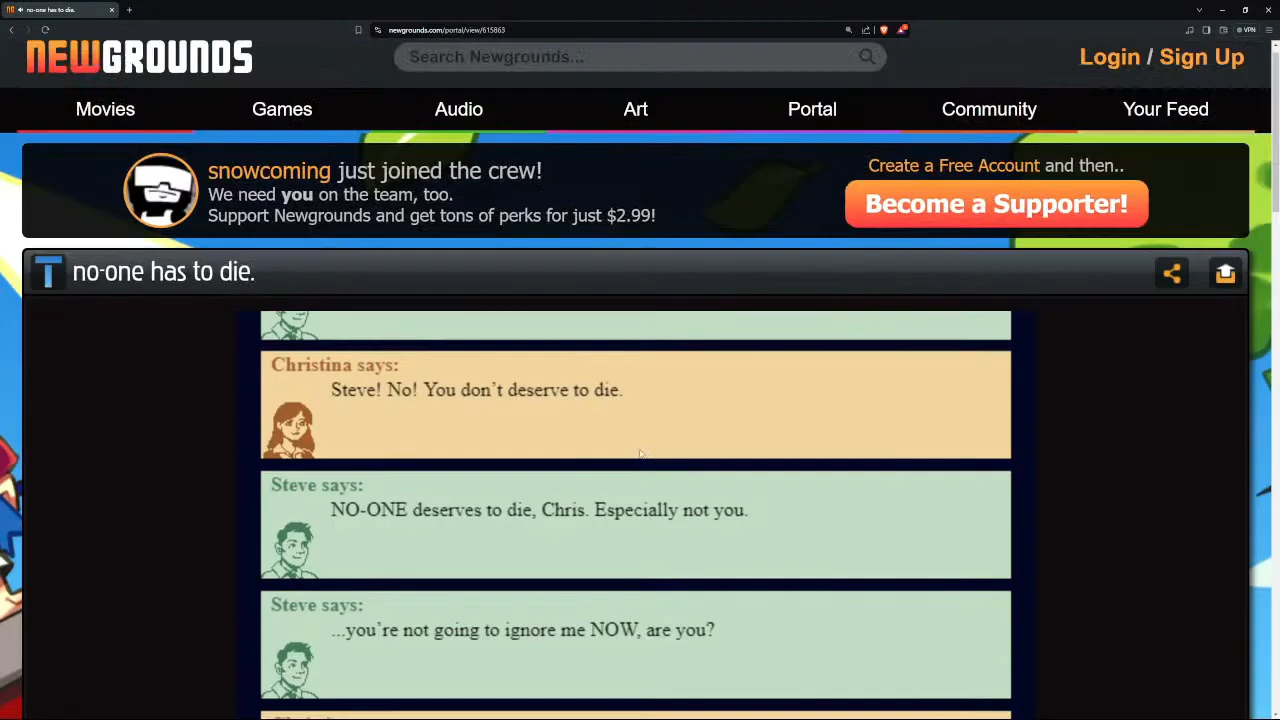 no-one has to die.
newgrounds.com/portal/view/615863
VPN
NEWGROUNDS
Search Newgrounds...
Login / Sign Up
Movies
Games
Audio
Art
Portal
Community
Your Feed
snowcoming just joined the crew!
We need you on the team, too.
Support Newgrounds and get tons of perks for just $2.99!
Create a Free Account and then..
Become a Supporter!
T
no-one has to die.
Christina says:
Steve! No! You don't deserve to die.
Steve says:
NO-ONE deserves to die, Chris. Especially not you.
Steve says:
...you're not going to ignore me NOW, are you?